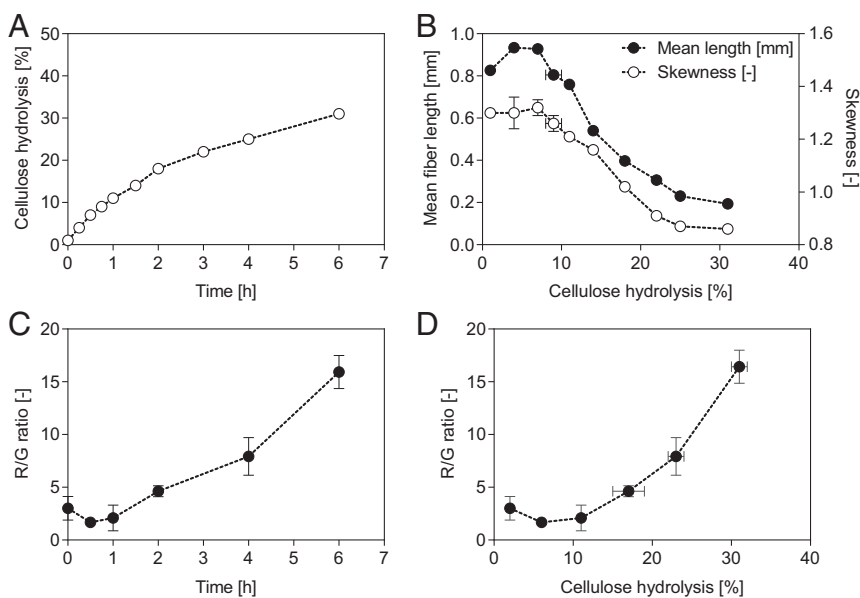 A
Cellulose hydrolysis [%]
50
40
30
20
10
0
0 1 2 3 4 5 6 7
Time [h]
B
Mean fiber length [mm]
1.0
0.8
0.6
0.4
0.2
0.0
Mean length [mm]
Skewness [-]
1.6
1.4
1.2
1.0
0.8
Skewness [-]
0 10 20 30 40
Cellulose hydrolysis [%]
C
R/G ratio [-]
20
15
10
5
0
0 1 2 3 4 5 6 7
Time [h]
D
R/G ratio [-]
20
15
10
5
0
0 10 20 30 40
Cellulose hydrolysis [%]